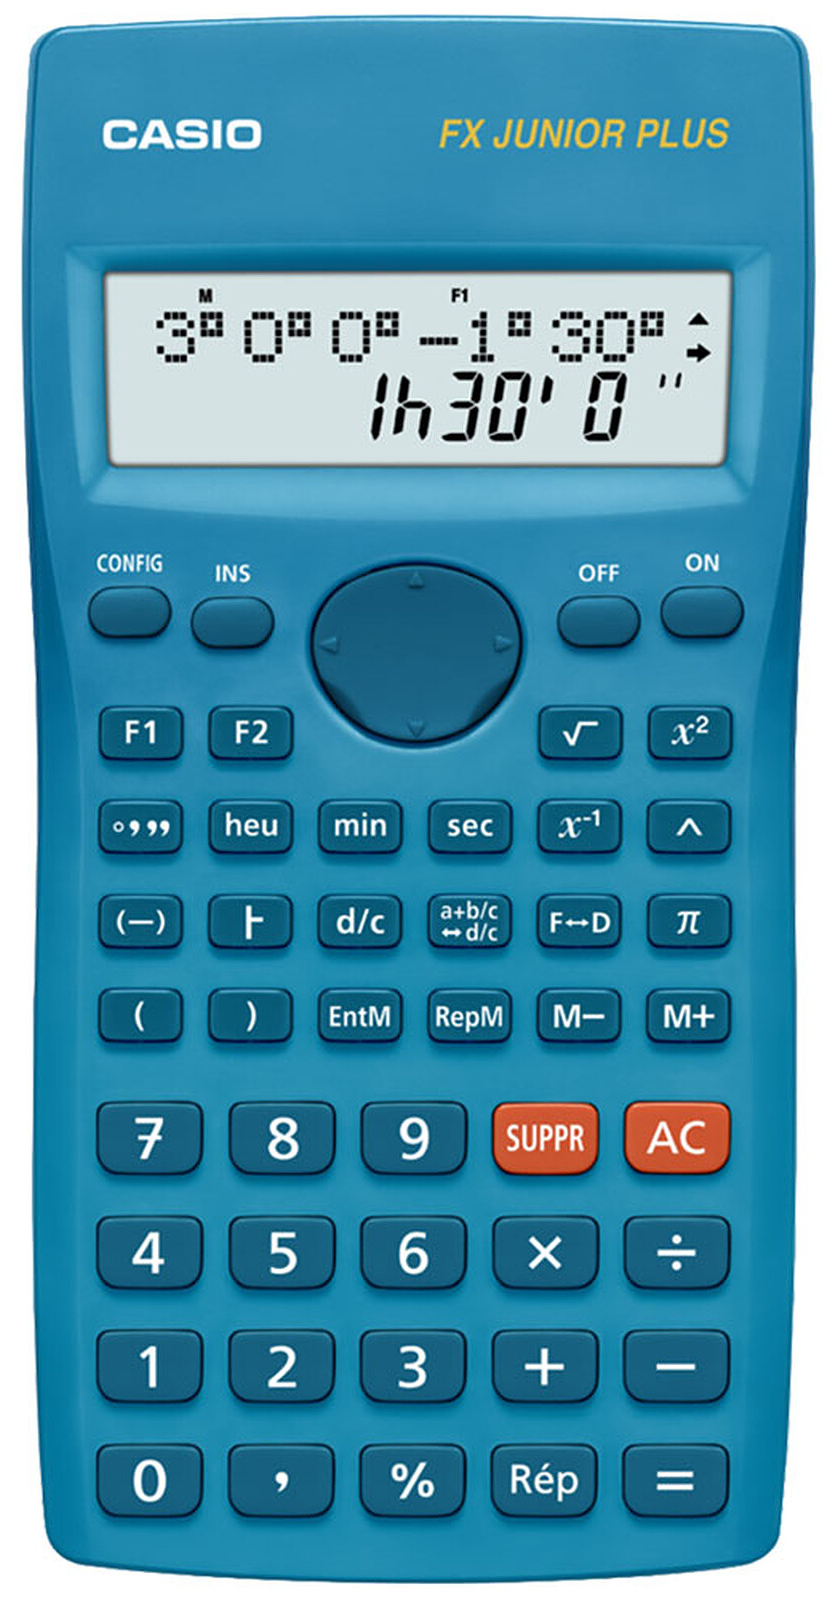 CASIO FX JUNIOR PLUS
M F1
3° 0° 0° −1° 30°
1h30' 0 "
CONFIG INS OFF ON
F1 F2 √ x²
°,,, heu min sec x⁻¹ ^
(−) ⊢ d/c a+b/c ↔d/c F↔D π
( ) EntM RepM M− M+
7 8 9 SUPPR AC
4 5 6 × ÷
1 2 3 + −
0 , % Rép =